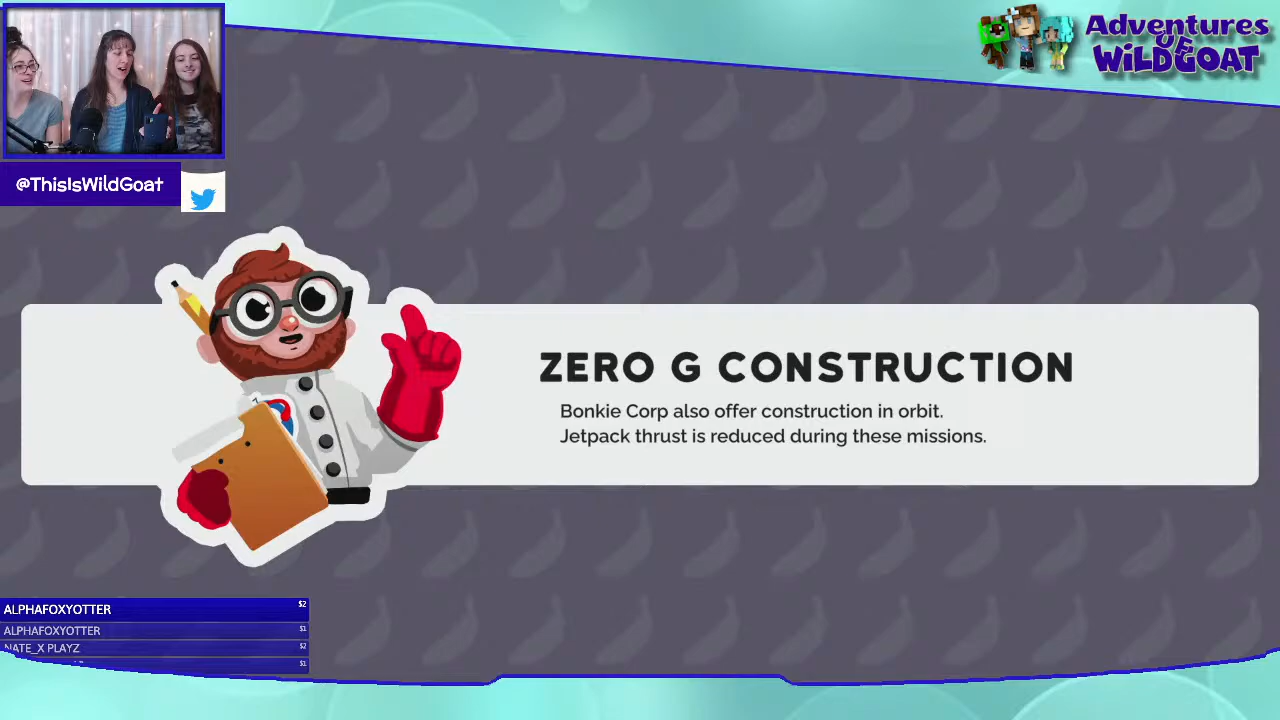 Adventures
OF
WiLDGOAT
@ThisIsWildGoat
ZERO G CONSTRUCTION
Bonkie Corp also offer construction in orbit.
Jetpack thrust is reduced during these missions.
ALPHAFOXYOTTER $2
ALPHAFOXYOTTER $1
NATE_X PLAYZ $2
$1